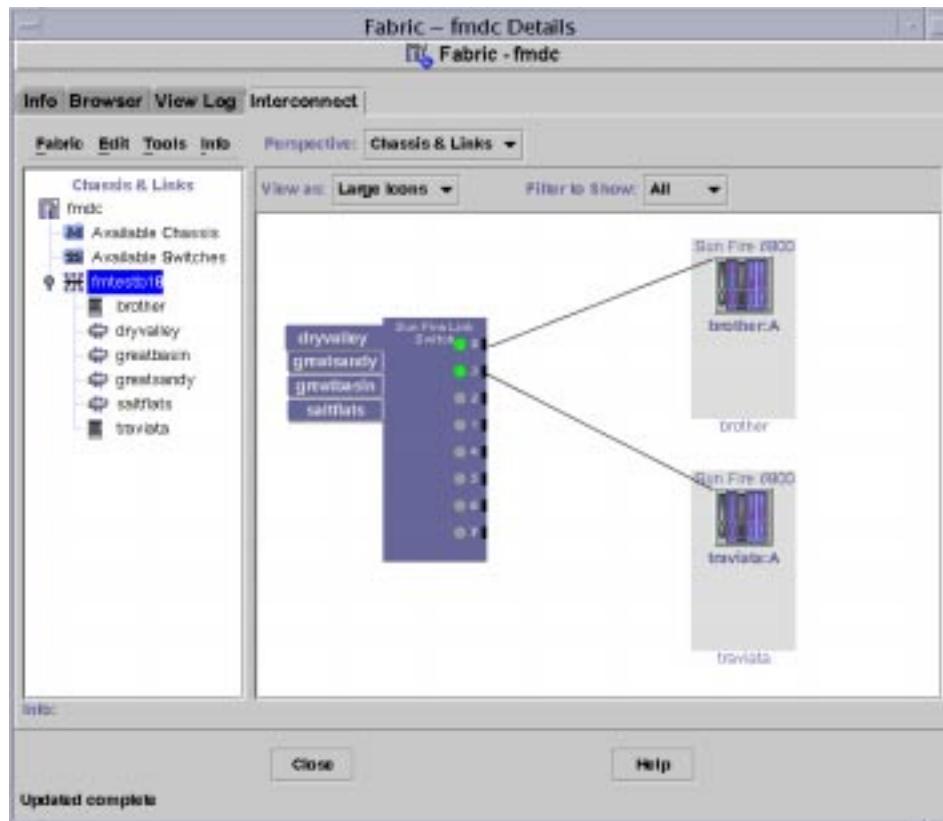 Fabric – fmdc Details
Fabric - fmdc
Info Browser View Log Interconnect
Fabric Edit Tools Info
Perspective: Chassis & Links
Chassis & Links
View as: Large Icons
Filter to Show: All
fmdc
Available Chassis
Available Switches
brother
dryvalley
greatbasin
greatsandy
saltflats
traviata
dryvalley
greatsandy
greatbasin
saltflats
Sun Fire Link
Switch
7
Sun Fire 6800
brother:A
brother
Sun Fire 6800
traviata:A
traviata
Info:
Close
Help
Updated complete